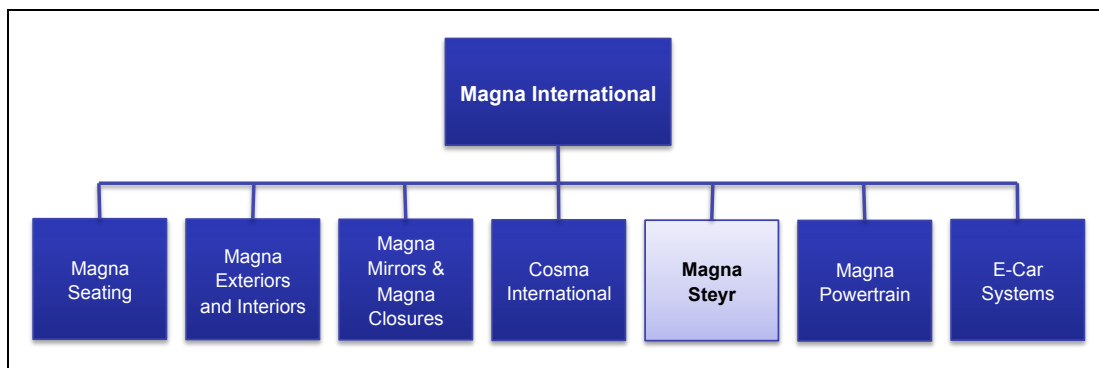 Magna International
Magna
Seating
Magna
Exteriors
and Interiors
Magna
Mirrors &
Magna
Closures
Cosma
International
Magna
Steyr
Magna
Powertrain
E-Car
Systems